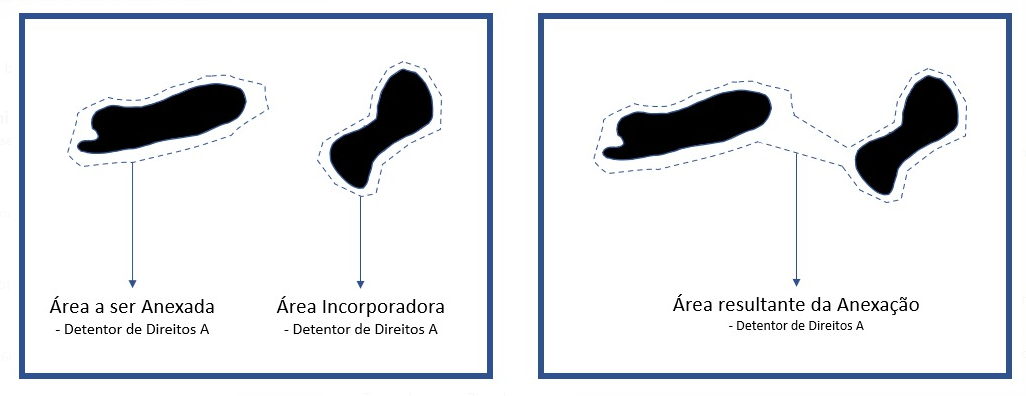 Área a ser Anexada
- Detentor de Direitos A
Área Incorporadora
- Detentor de Direitos A
Área resultante da Anexação
- Detentor de Direitos A